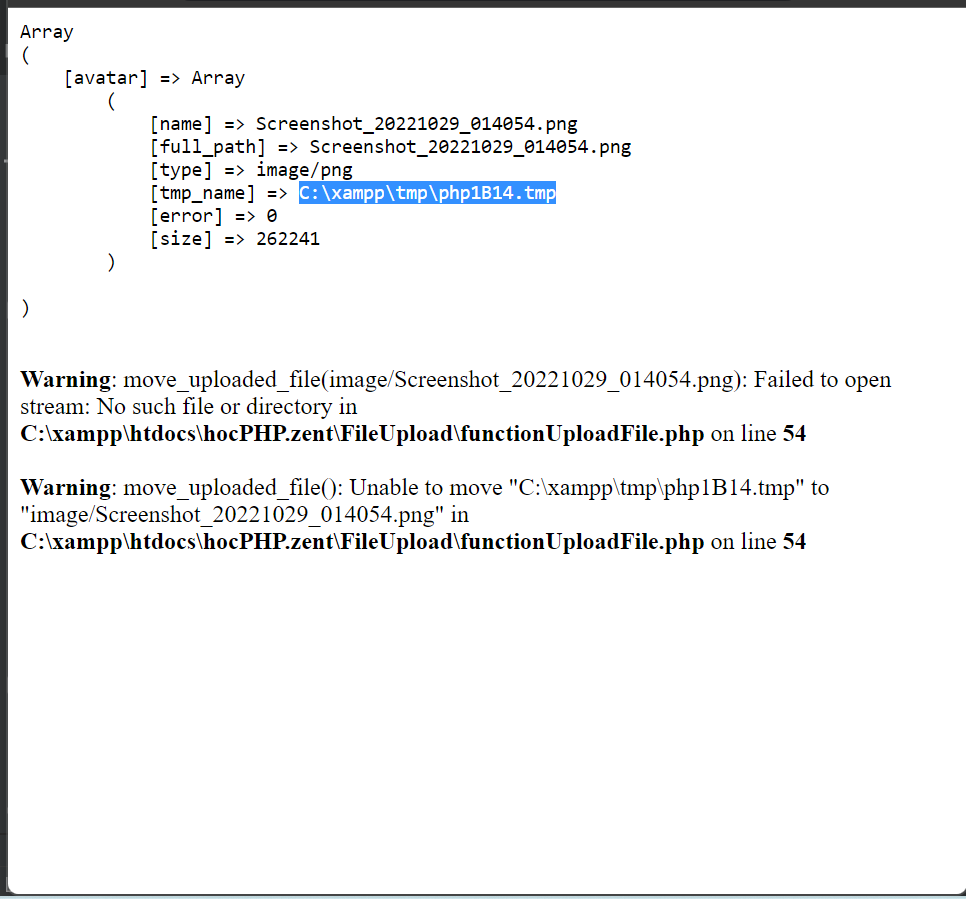 Array
(
[avatar] => Array
(
[name] => Screenshot_20221029_014054.png
[full_path] => Screenshot_20221029_014054.png
[type] => image/png
[tmp_name] => C:\xampp\tmp\php1B14.tmp
[error] => 0
[size] => 262241
)
)
Warning: move_uploaded_file(image/Screenshot_20221029_014054.png): Failed to open
stream: No such file or directory in
C:\xampp\htdocs\hocPHP.zent\FileUpload\functionUploadFile.php on line 54
Warning: move_uploaded_file(): Unable to move "C:\xampp\tmp\php1B14.tmp" to
"image/Screenshot_20221029_014054.png" in
C:\xampp\htdocs\hocPHP.zent\FileUpload\functionUploadFile.php on line 54